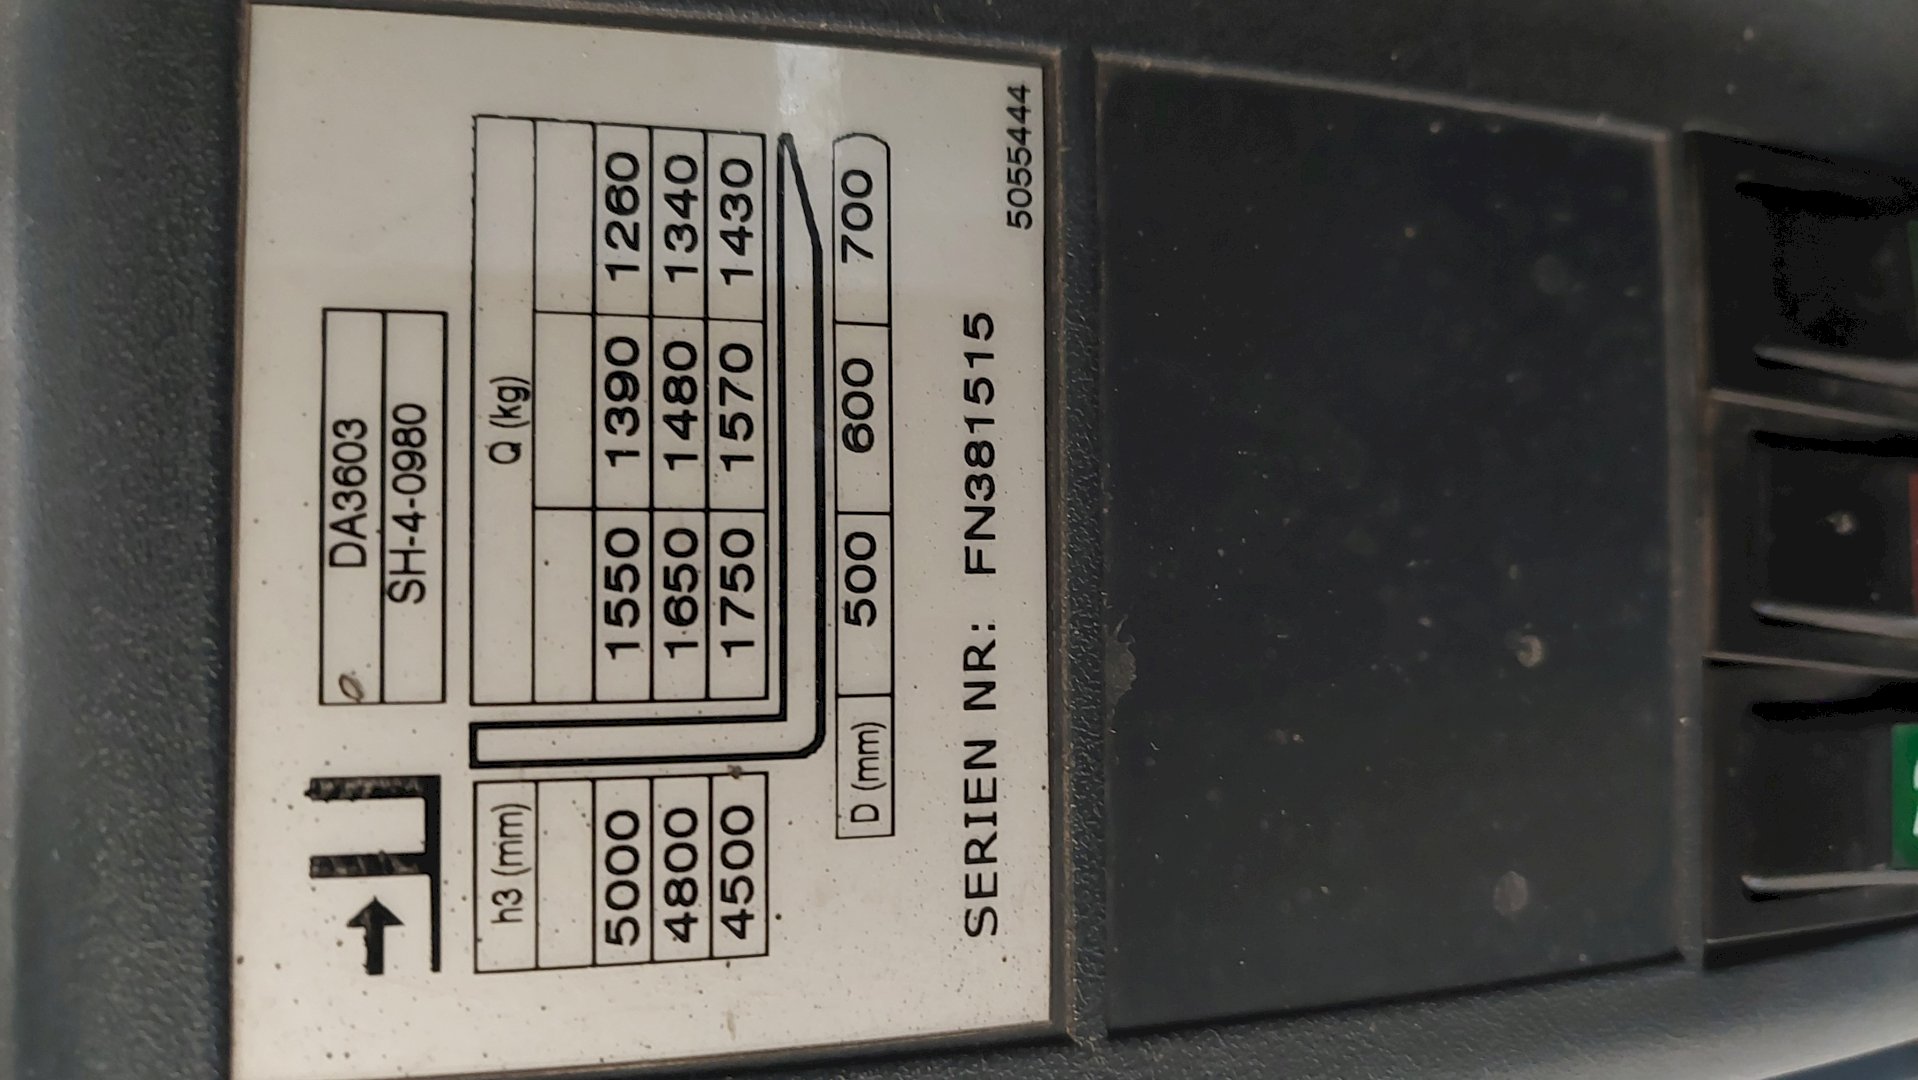 DA3603
SH-4-0980
h3 (mm) Q (kg)
5000 1550 1390 1260
4800 1650 1480 1340
4500 1750 1570 1430
D (mm) 500 600 700
SERIEN NR: FN381515
5055444